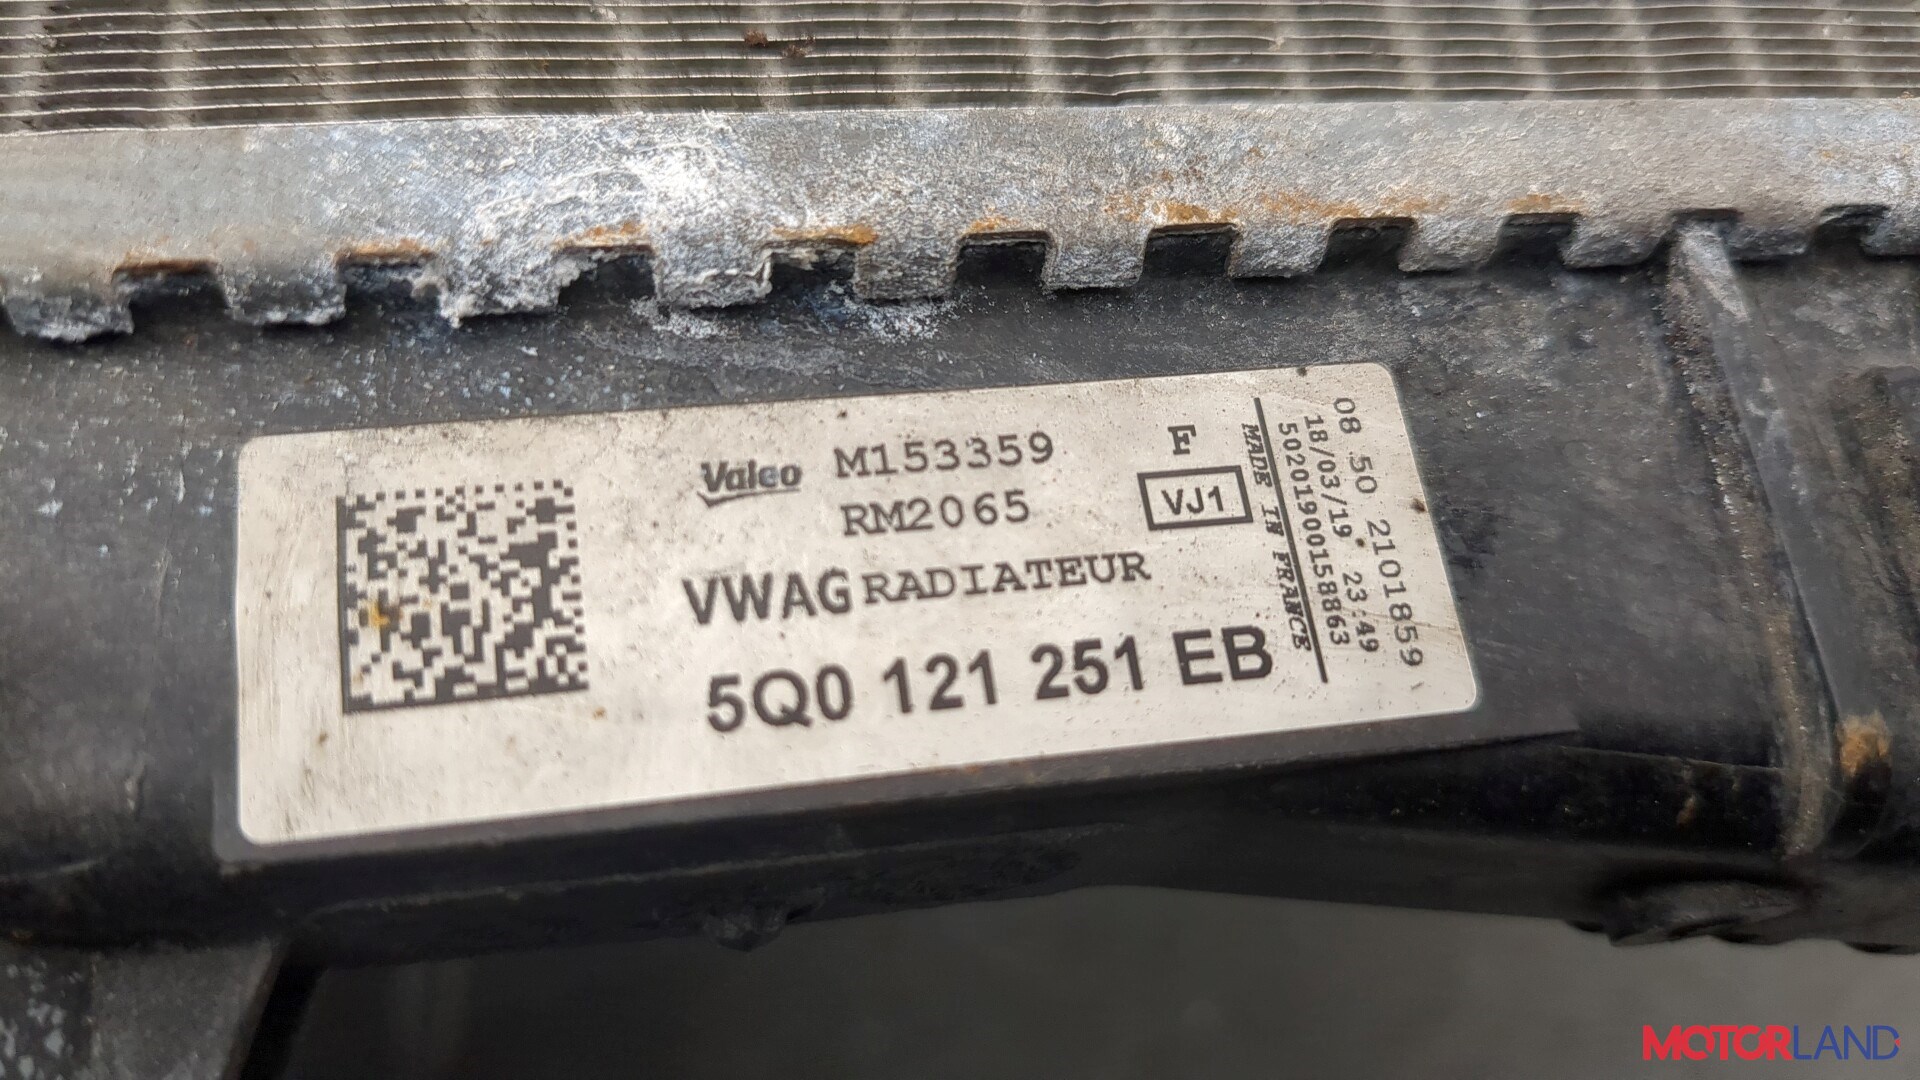 Valeo M153359
RM2065
F
VJ1
VWAG RADIATEUR
5Q0 121 251 EB
MADE IN FRANCE
50201900158863
18/03/19 23:49
08 50 2101859
MOTORLAND